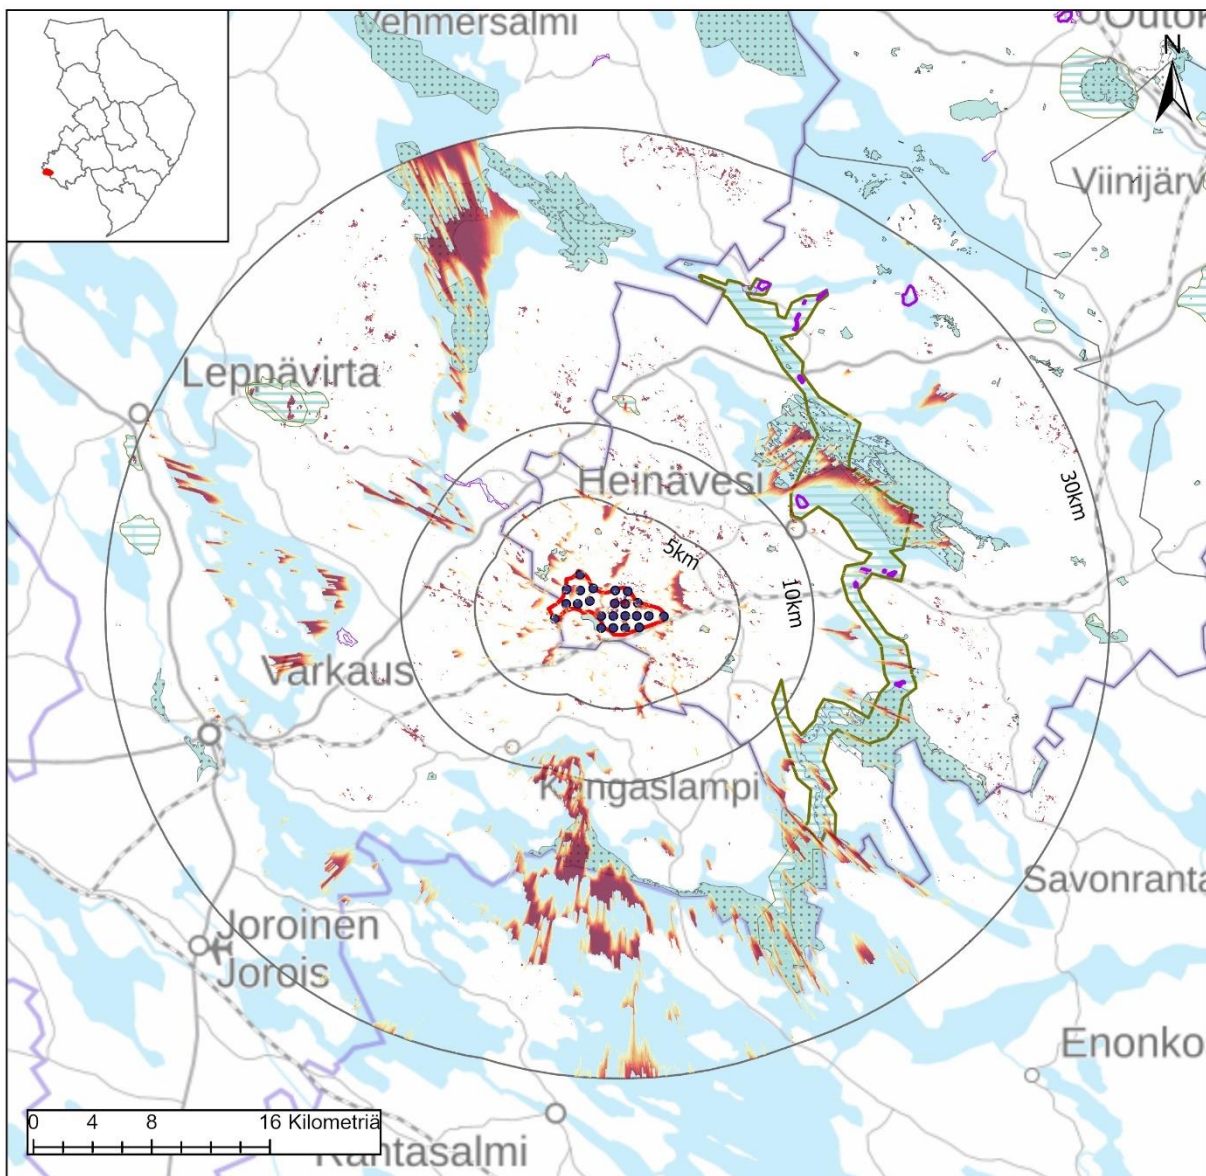 Vehmersalmi
Outok
N
Viinijärv
Leppävirta
30km
Heinävesi
5km
10km
Varkaus
Kangaslampi
Savonranta
Joroinen
Jorois
Enonko
0 4 8 16 Kilometriä
Rantasalmi